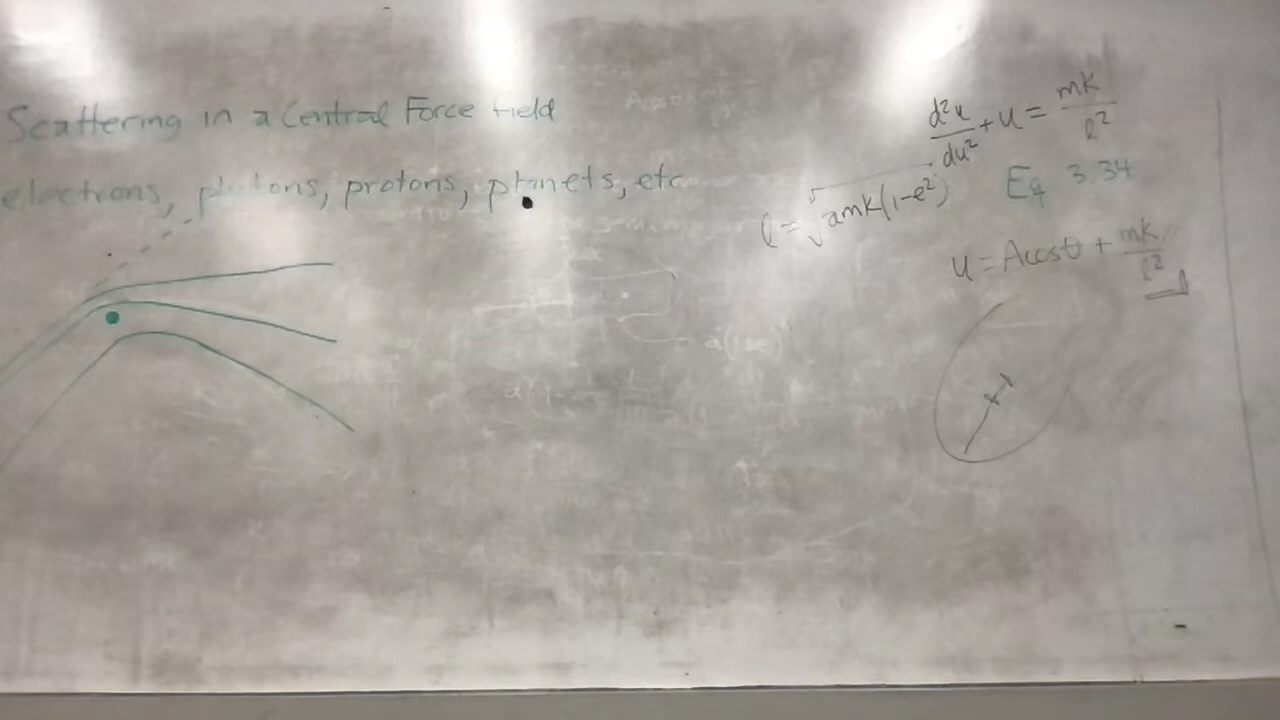 Scattering in a Central Force Field
electrons, photons, protons, planets, etc
d²u/du² + u = mk/l²
Eq 3.34
l = √amk(1-e²)
u = Acosθ + mk/l²